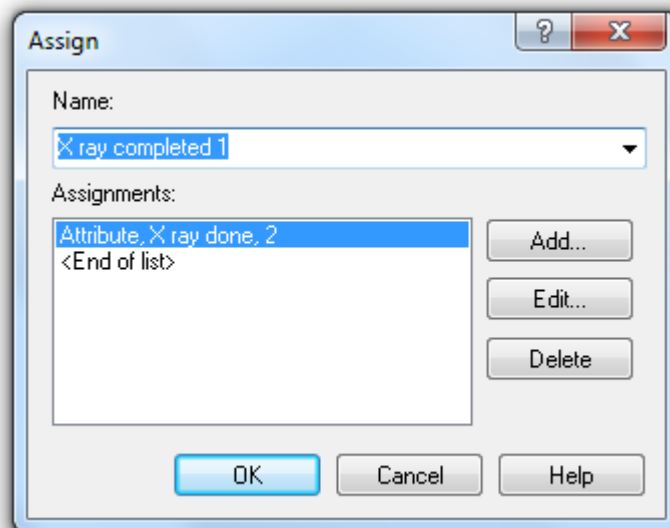 Assign
?
X
Name:
X ray completed 1
Assignments:
Attribute, X ray done, 2
<End of list>
Add...
Edit...
Delete
OK
Cancel
Help